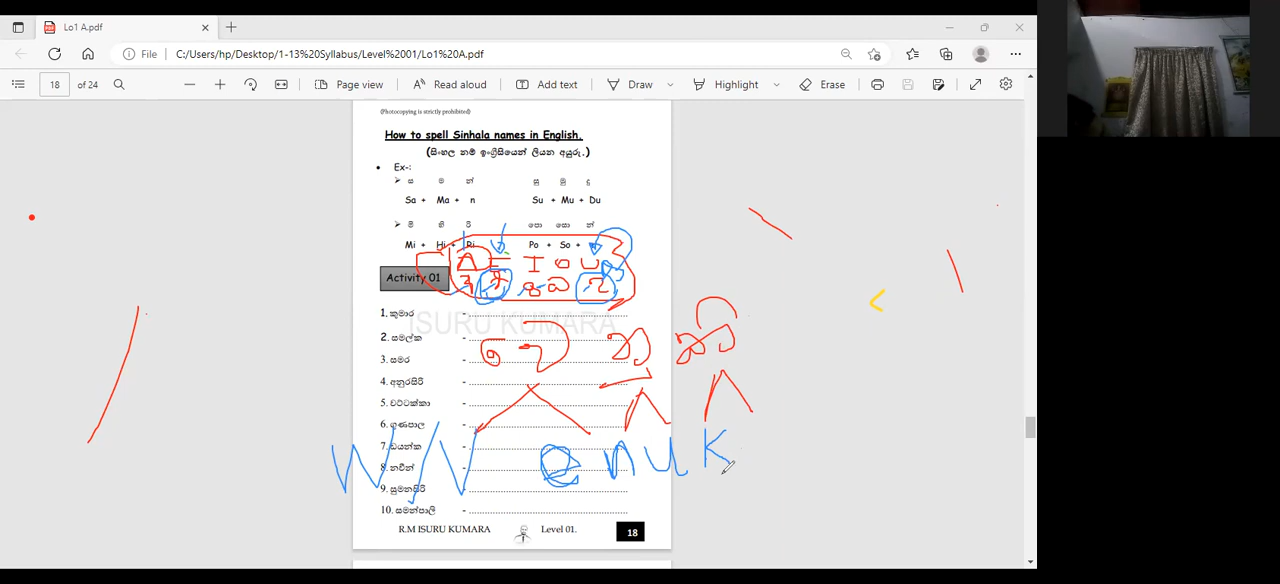 Lo1 A.pdf
File C:/Users/hp/Desktop/1-13%20Syllabus/Level%2001/Lo1%20A.pdf
18 of 24 Page view Read aloud Add text Draw Highlight Erase
(Photocopying is strictly prohibited)
How to spell Sinhala names in English.
(සිංහල නම් ඉංග්‍රීසියෙන් ලියන අයුරු.)
• Ex-:
➤ ස ම න් සු මු දු
Sa + Ma + n Su + Mu + Du
➤ මි හි රි පො සො න්
Mi + Hi + Ri Po + So +
A E I O U
Activity 01
1. කුමාර -
ISURU KUMARA
2. සමල්ක -
3. සමර -
4. අනුරසිරි -
5. චට්ටක්කා -
6. ගුණපාල -
7. දයාන්ක -
8. නවීන් -
9. සුමනසිරි -
10. සමන්පාලි -
W/V e n u K
R.M ISURU KUMARA Level 01. 18